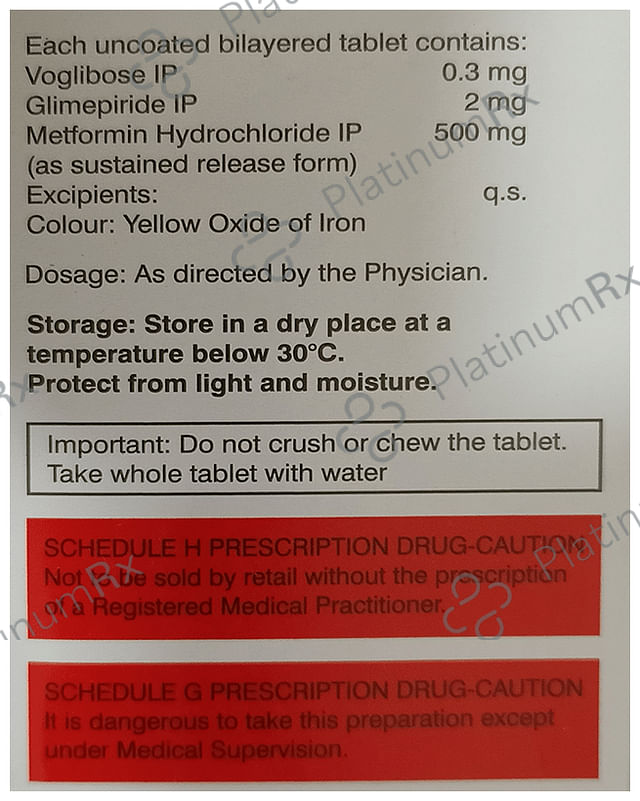 Each uncoated bilayered tablet contains:
Voglibose IP 0.3 mg
Glimepiride IP 2 mg
Metformin Hydrochloride IP 500 mg
(as sustained release form)
Excipients: q.s.
Colour: Yellow Oxide of Iron
Dosage: As directed by the Physician.
Storage: Store in a dry place at a
temperature below 30°C.
Protect from light and moisture.
Important: Do not crush or chew the tablet.
Take whole tablet with water
SCHEDULE H PRESCRIPTION DRUG-CAUTION
Not to be sold by retail without the prescription
of a Registered Medical Practitioner.
SCHEDULE G PRESCRIPTION DRUG-CAUTION
It is dangerous to take this preparation except
under Medical Supervision.
PlatinumRx
PlatinumRx